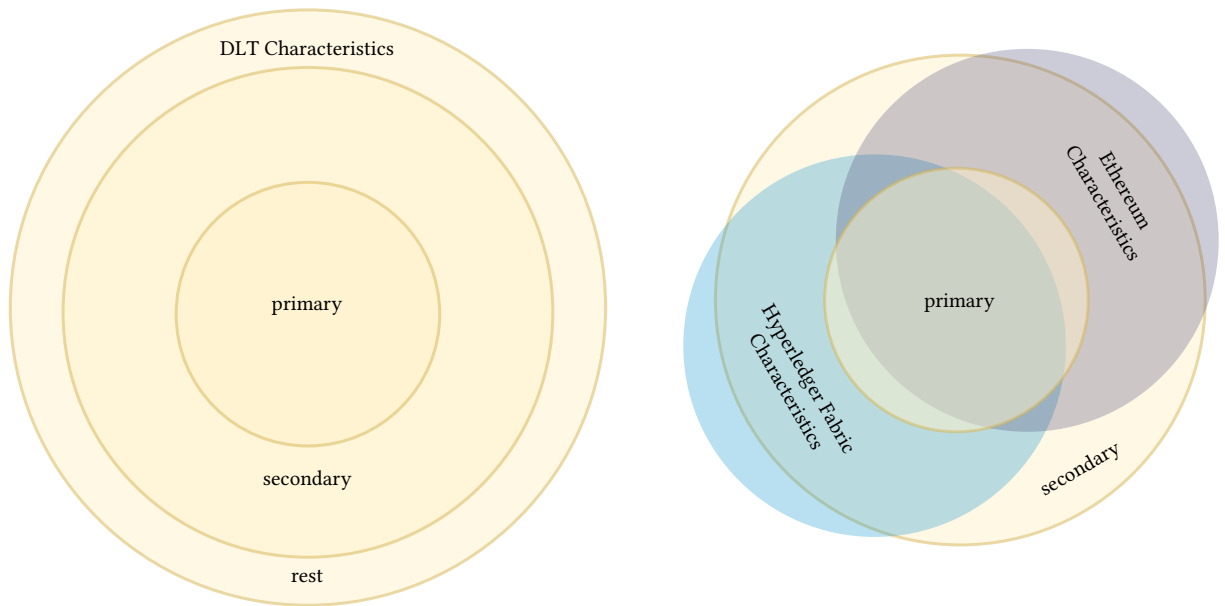 DLT Characteristics
primary
secondary
rest
Ethereum
Characteristics
primary
Hyperledger Fabric
Characteristics
secondary